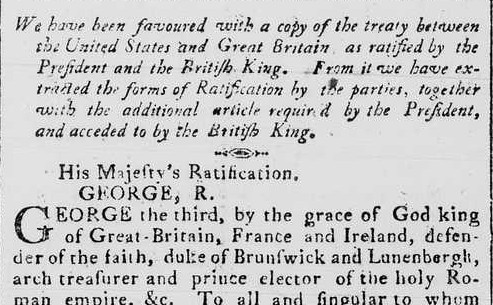 We have been favoured with a copy of the treaty between
the United States and Great Britain, as ratified by the
Preſident and the Britiſh King. From it we have ex-
tracted the forms of Ratification by the parties, together
with the additional article requir'd by the Preſident,
and acceded to by the Britiſh King.
His Majeſty's Ratification.
GEORGE, R.
GEORGE the third, by the grace of God king
of Great-Britain, France and Ireland, defen-
der of the faith, duke of Brunſwick and Lunenbergh,
arch treaſurer and prince elector of the holy Ro-
man empire, &c. To all and ſingular to whom